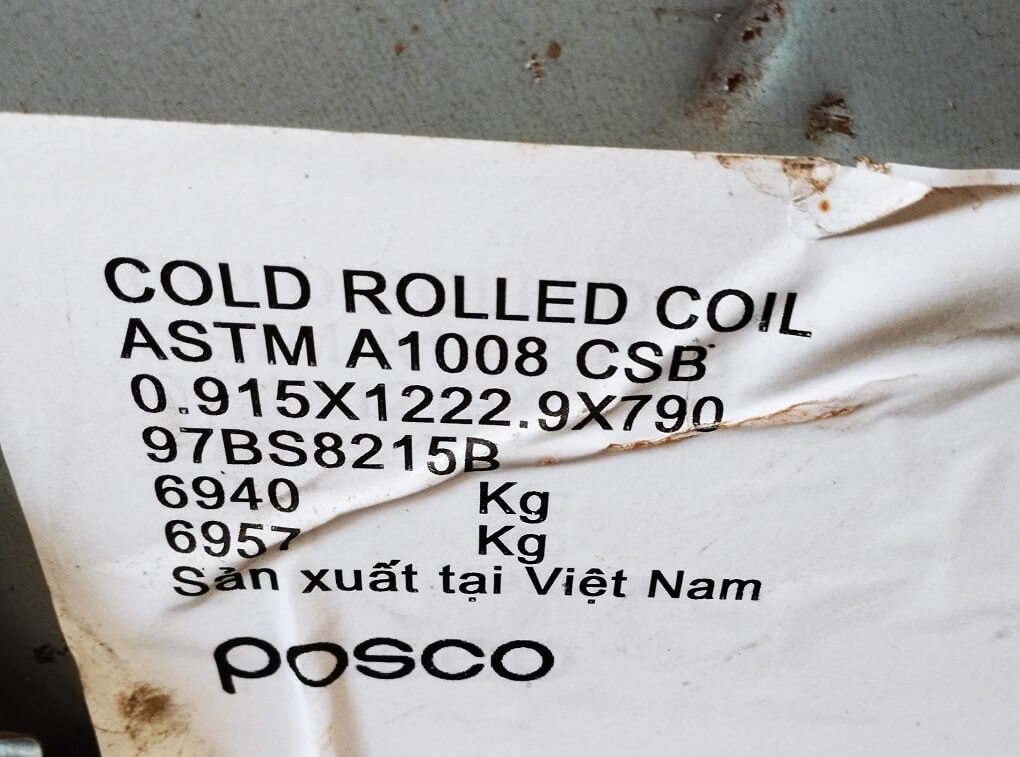 COLD ROLLED COIL
ASTM A1008 CSB
0.915X1222.9X790
97BS8215B
6940 Kg
6957 Kg
Sản xuất tại Việt Nam
posco